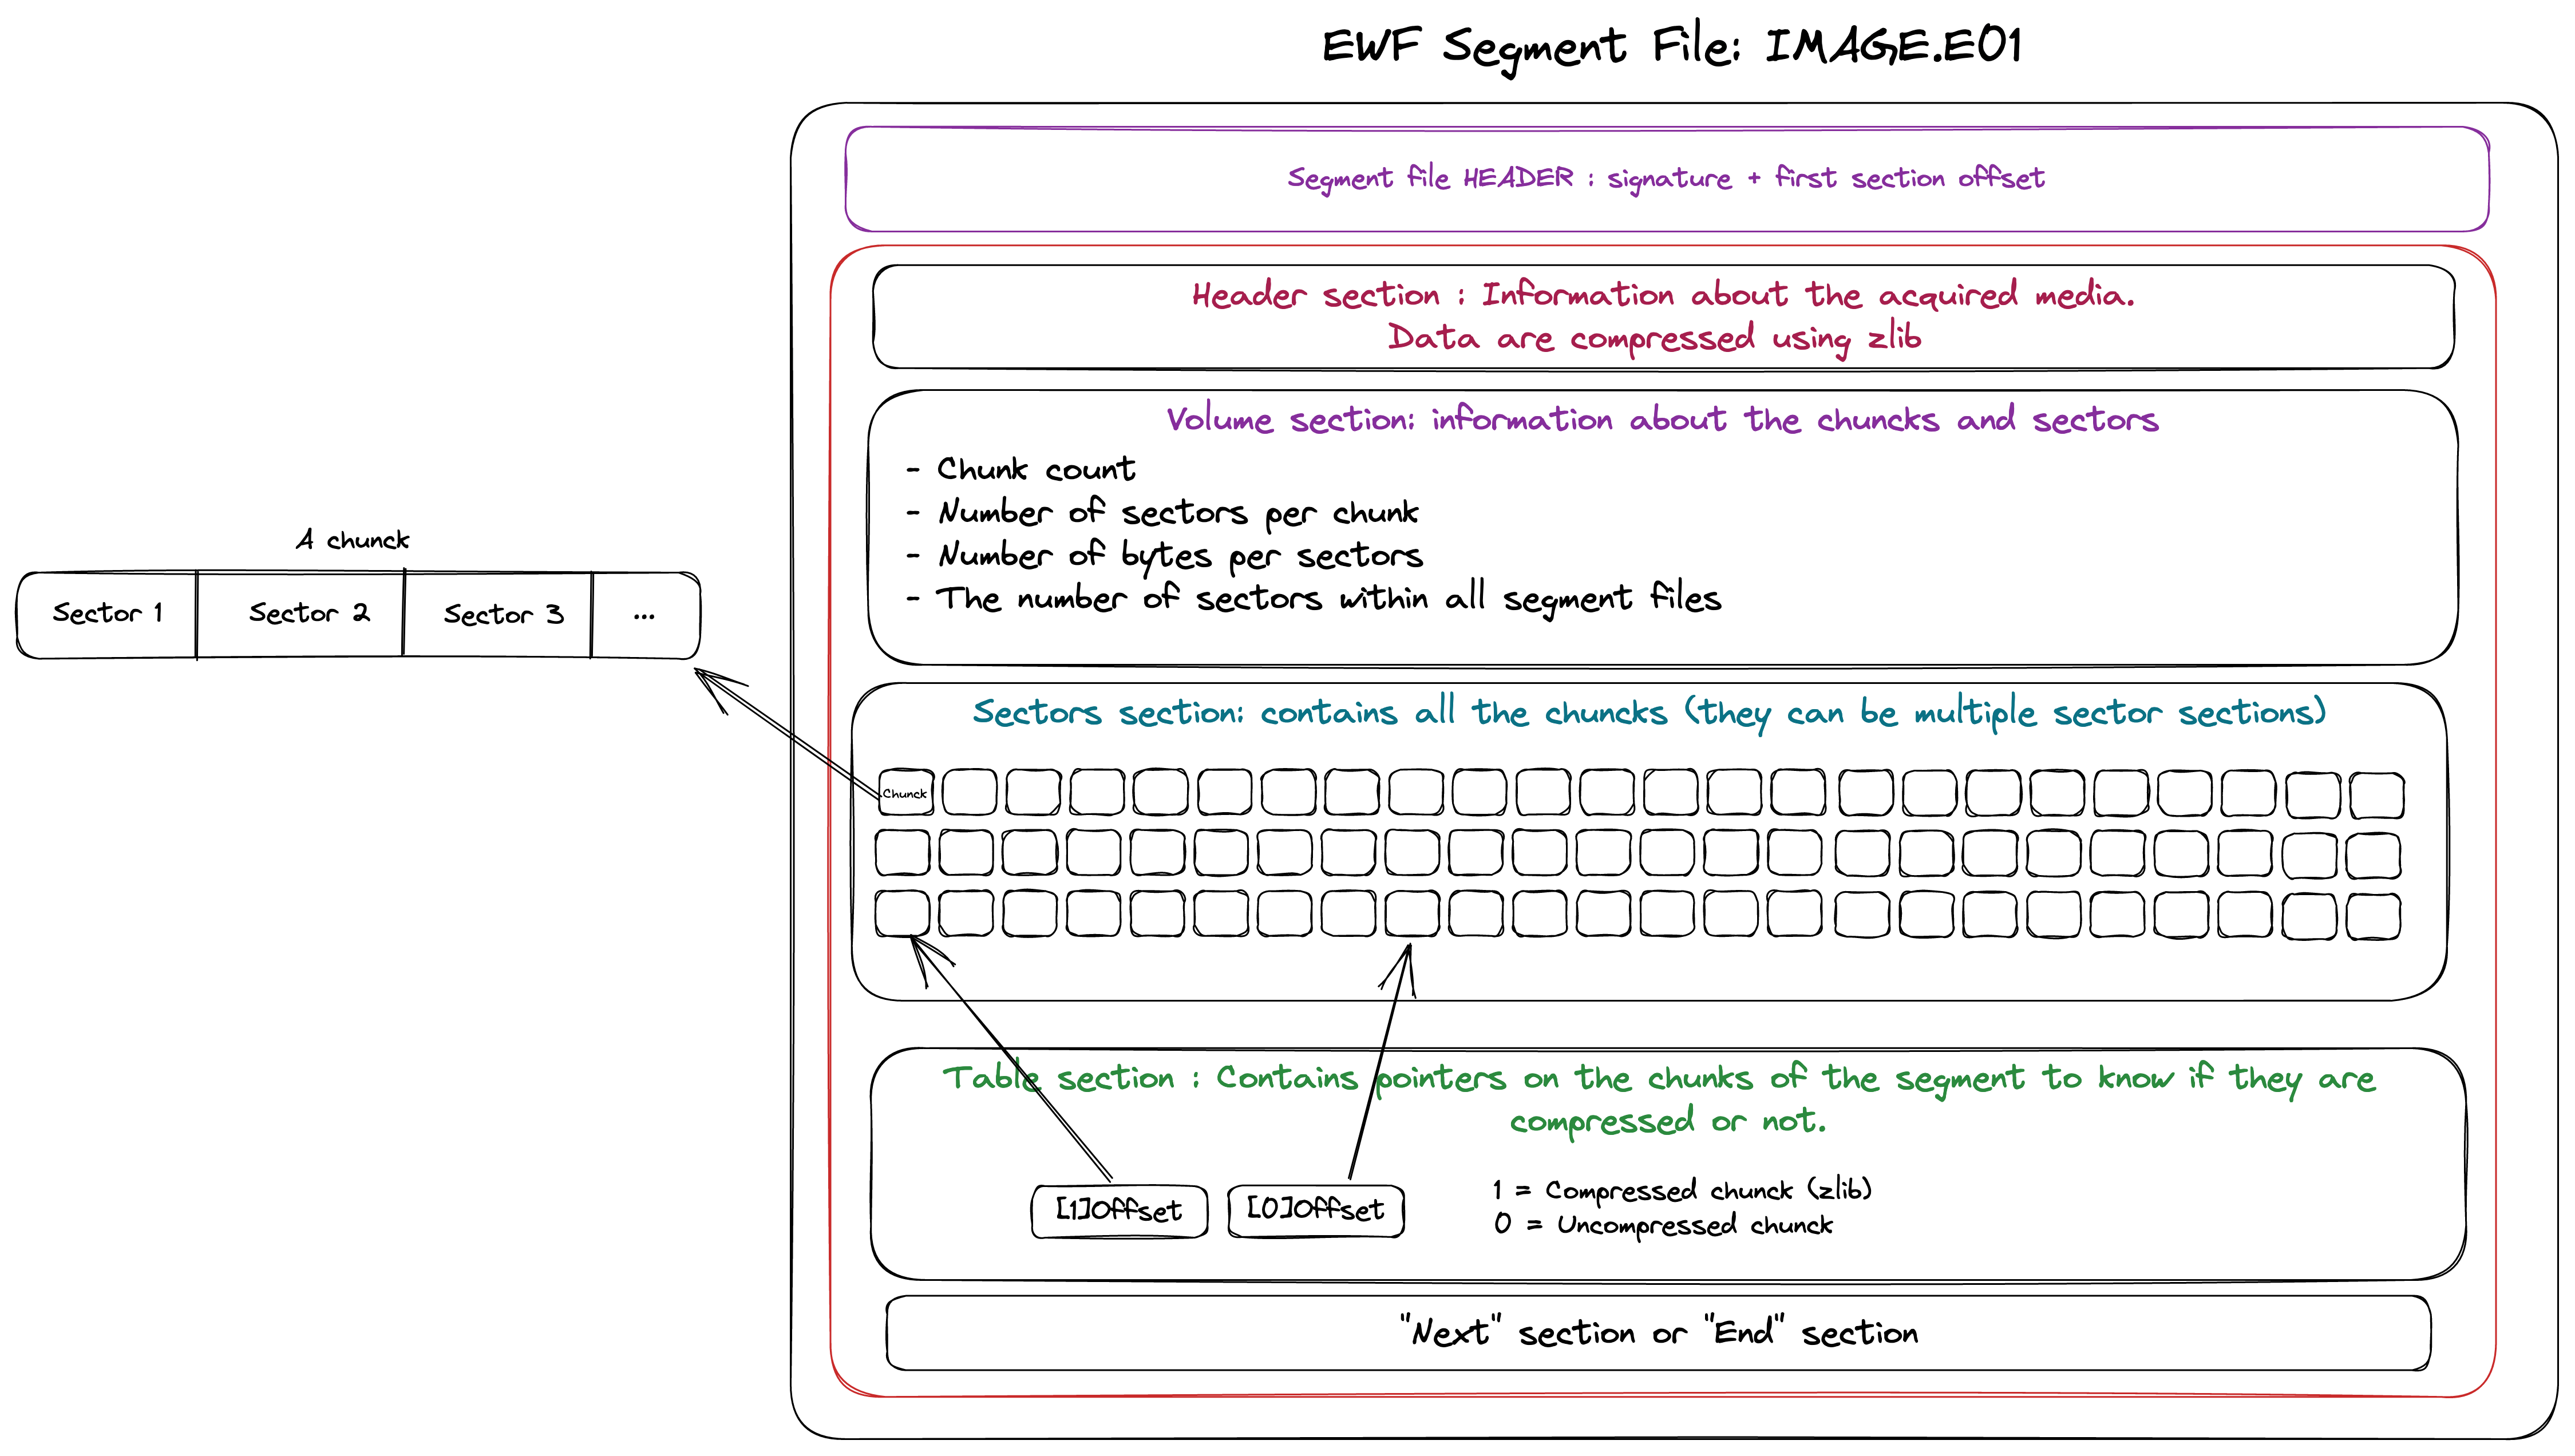 EWF Segment File: IMAGE.E01
Segment file HEADER : signature + first section offset
Header section : Information about the acquired media.
Data are compressed using zlib
Volume section: information about the chuncks and sectors
- Chunk count
- Number of sectors per chunk
- Number of bytes per sectors
- The number of sectors within all segment files
A chunck
Sector 1
Sector 2
Sector 3
...
Sectors section: contains all the chuncks (they can be multiple sector sections)
Chunck
Table section : Contains pointers on the chunks of the segment to know if they are
compressed or not.
[1]Offset
[0]Offset
1 = Compressed chunck (zlib)
0 = Uncompressed chunck
"Next" section or "End" section